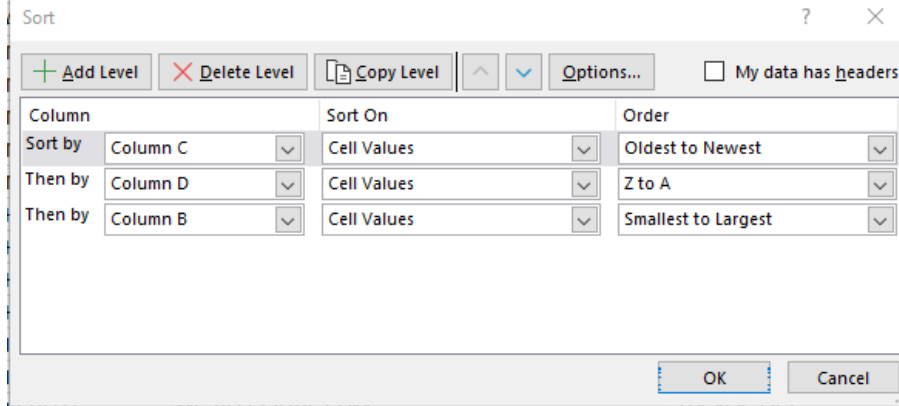 Sort ?
Add Level Delete Level Copy Level Options... My data has headers
Column Sort On Order
Sort by Column C Cell Values Oldest to Newest
Then by Column D Cell Values Z to A
Then by Column B Cell Values Smallest to Largest
OK Cancel